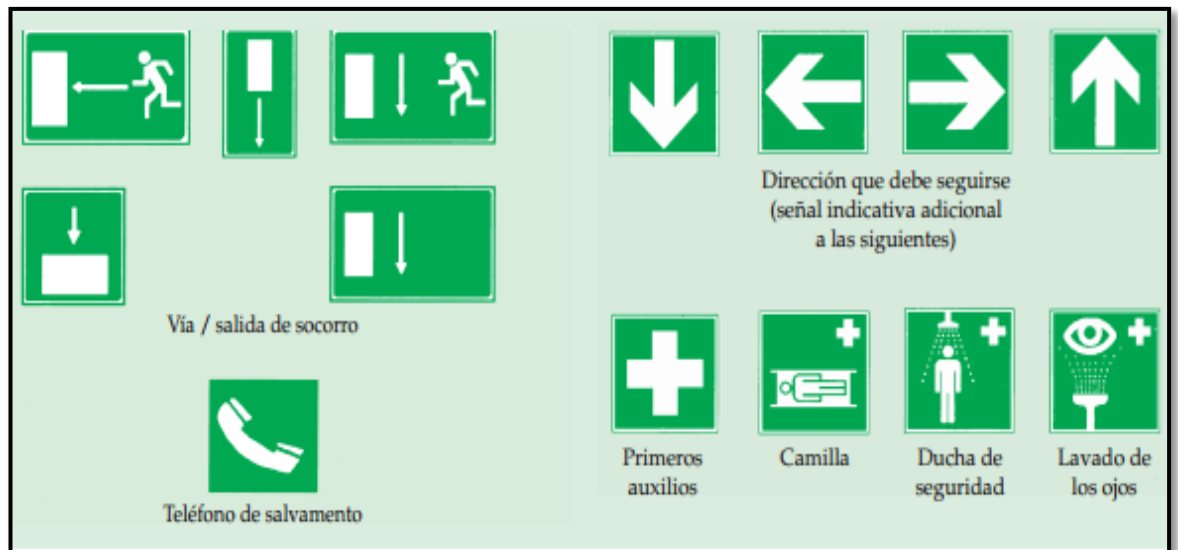 Vía / salida de socorro
Teléfono de salvamento
Dirección que debe seguirse
(señal indicativa adicional
a las siguientes)
Primeros
auxilios
Camilla
Ducha de
seguridad
Lavado de
los ojos